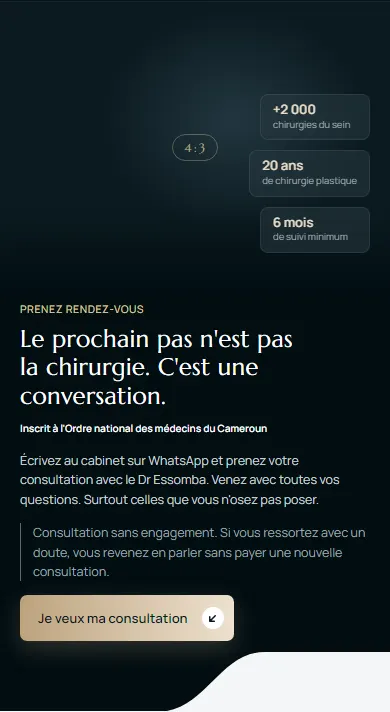 +2 000
chirurgies du sein
4:3
20 ans
de chirurgie plastique
6 mois
de suivi minimum
PRENEZ RENDEZ-VOUS
Le prochain pas n'est pas
la chirurgie. C'est une
conversation.
Inscrit à l'Ordre national des médecins du Cameroun
Écrivez au cabinet sur WhatsApp et prenez votre
consultation avec le Dr Essomba. Venez avec toutes vos
questions. Surtout celles que vous n'osez pas poser.
Consultation sans engagement. Si vous ressortez avec un
doute, vous revenez en parler sans payer une nouvelle
consultation.
Je veux ma consultation